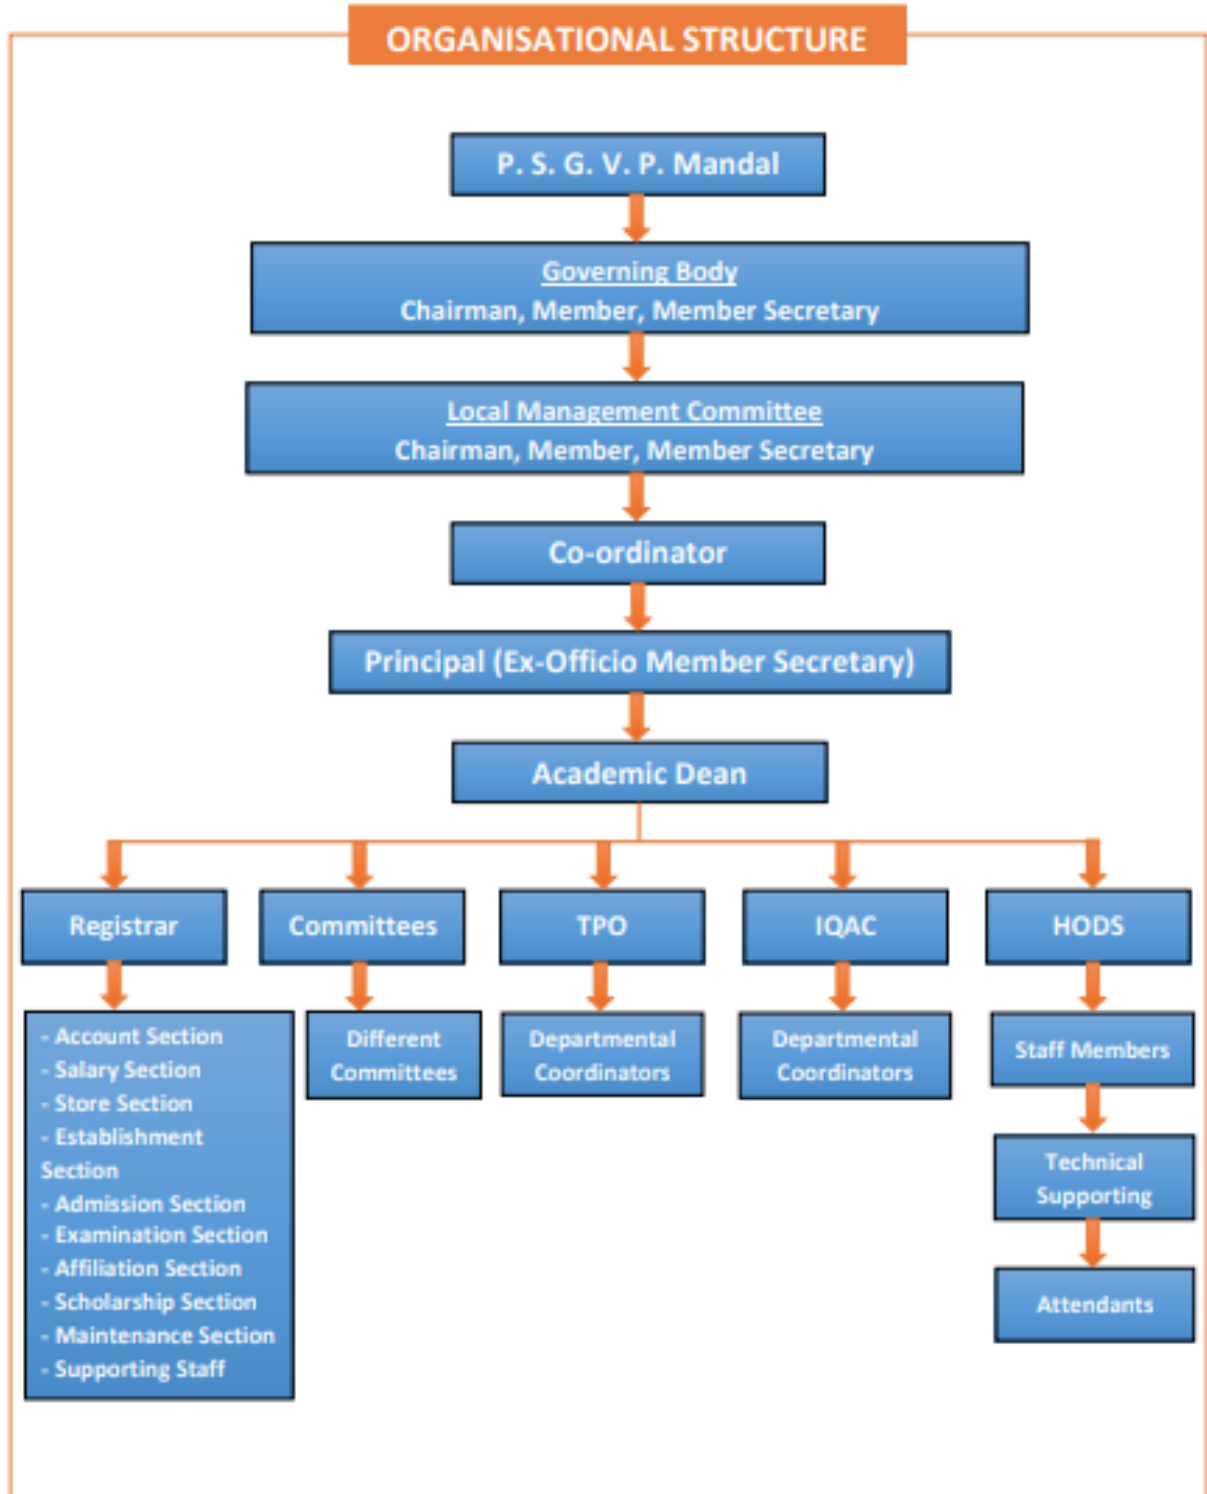 ORGANISATIONAL STRUCTURE
P. S. G. V. P. Mandal
Governing Body
Chairman, Member, Member Secretary
Local Management Committee
Chairman, Member, Member Secretary
Co-ordinator
Principal (Ex-Officio Member Secretary)
Academic Dean
Registrar
Committees
TPO
IQAC
HODS
- Account Section
- Salary Section
- Store Section
- Establishment
Section
- Admission Section
- Examination Section
- Affiliation Section
- Scholarship Section
- Maintenance Section
- Supporting Staff
Different
Committees
Departmental
Coordinators
Departmental
Coordinators
Staff Members
Technical
Supporting
Attendants